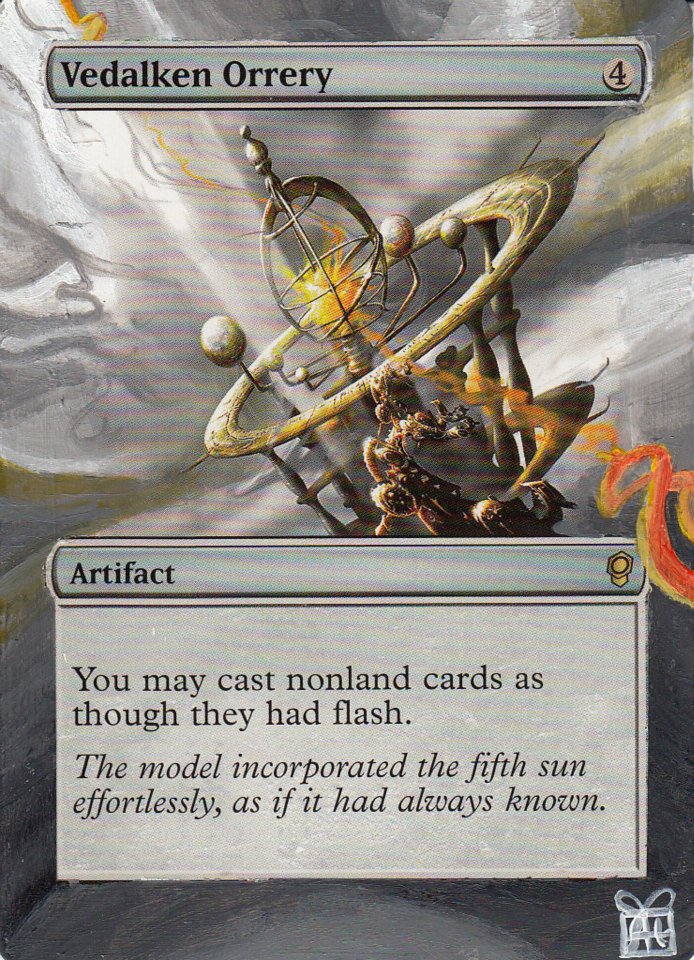 Vedalken Orrery 4
Artifact
You may cast nonland cards as
though they had flash.
The model incorporated the fifth sun
effortlessly, as if it had always known.